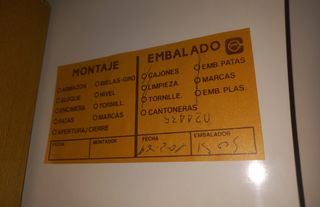 MONTAJE
ARMAZON
BIELAS-GRO
BLOQUE
NIVEL
ENCIMERA
TORNILL.
PATAS
MARCAS
APERTURA/CIERRE
FECHA
MONTADOR
EMBALADO
CAJONES
EMB. PATAS
LIMPIEZA
MARCAS
TORNILLE.
EMB. PLAS.
CANTONERAS
FECHA
EMBALADOR